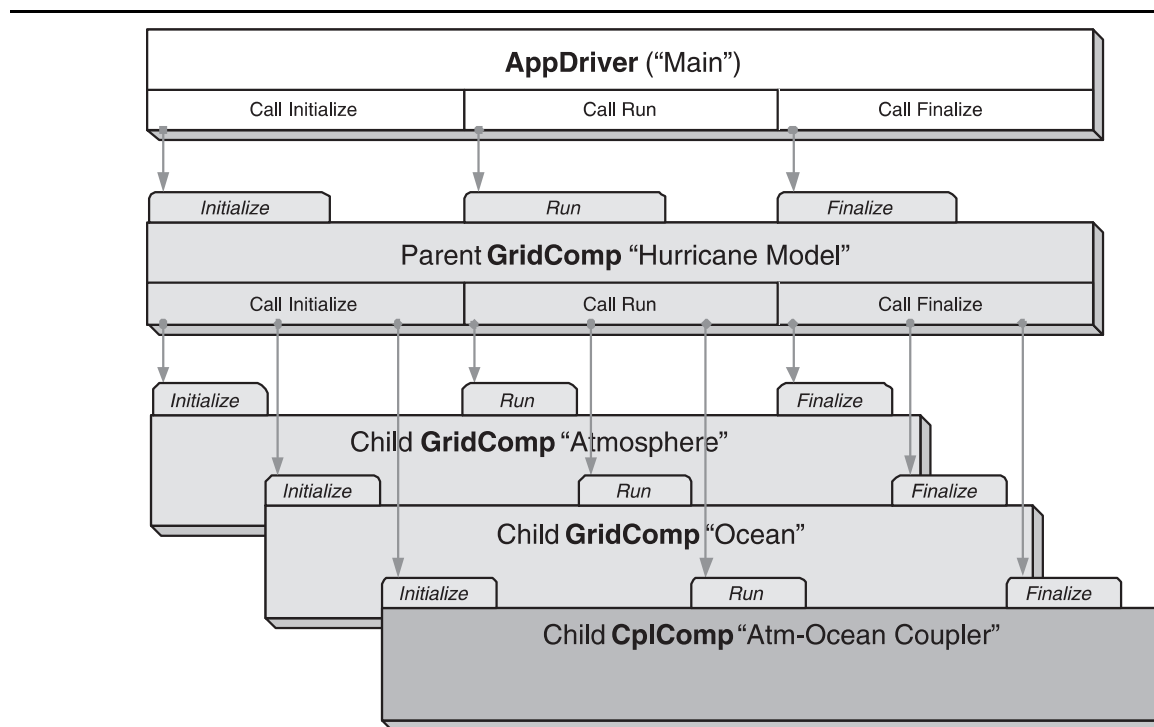 AppDriver (“Main”)
Call Initialize Call Run Call Finalize
Initialize Run Finalize
Parent GridComp “Hurricane Model”
Call Initialize Call Run Call Finalize
Initialize Run Finalize
Child GridComp “Atmosphere”
Initialize Run Finalize
Child GridComp “Ocean”
Initialize Run Finalize
Child CplComp “Atm-Ocean Coupler”